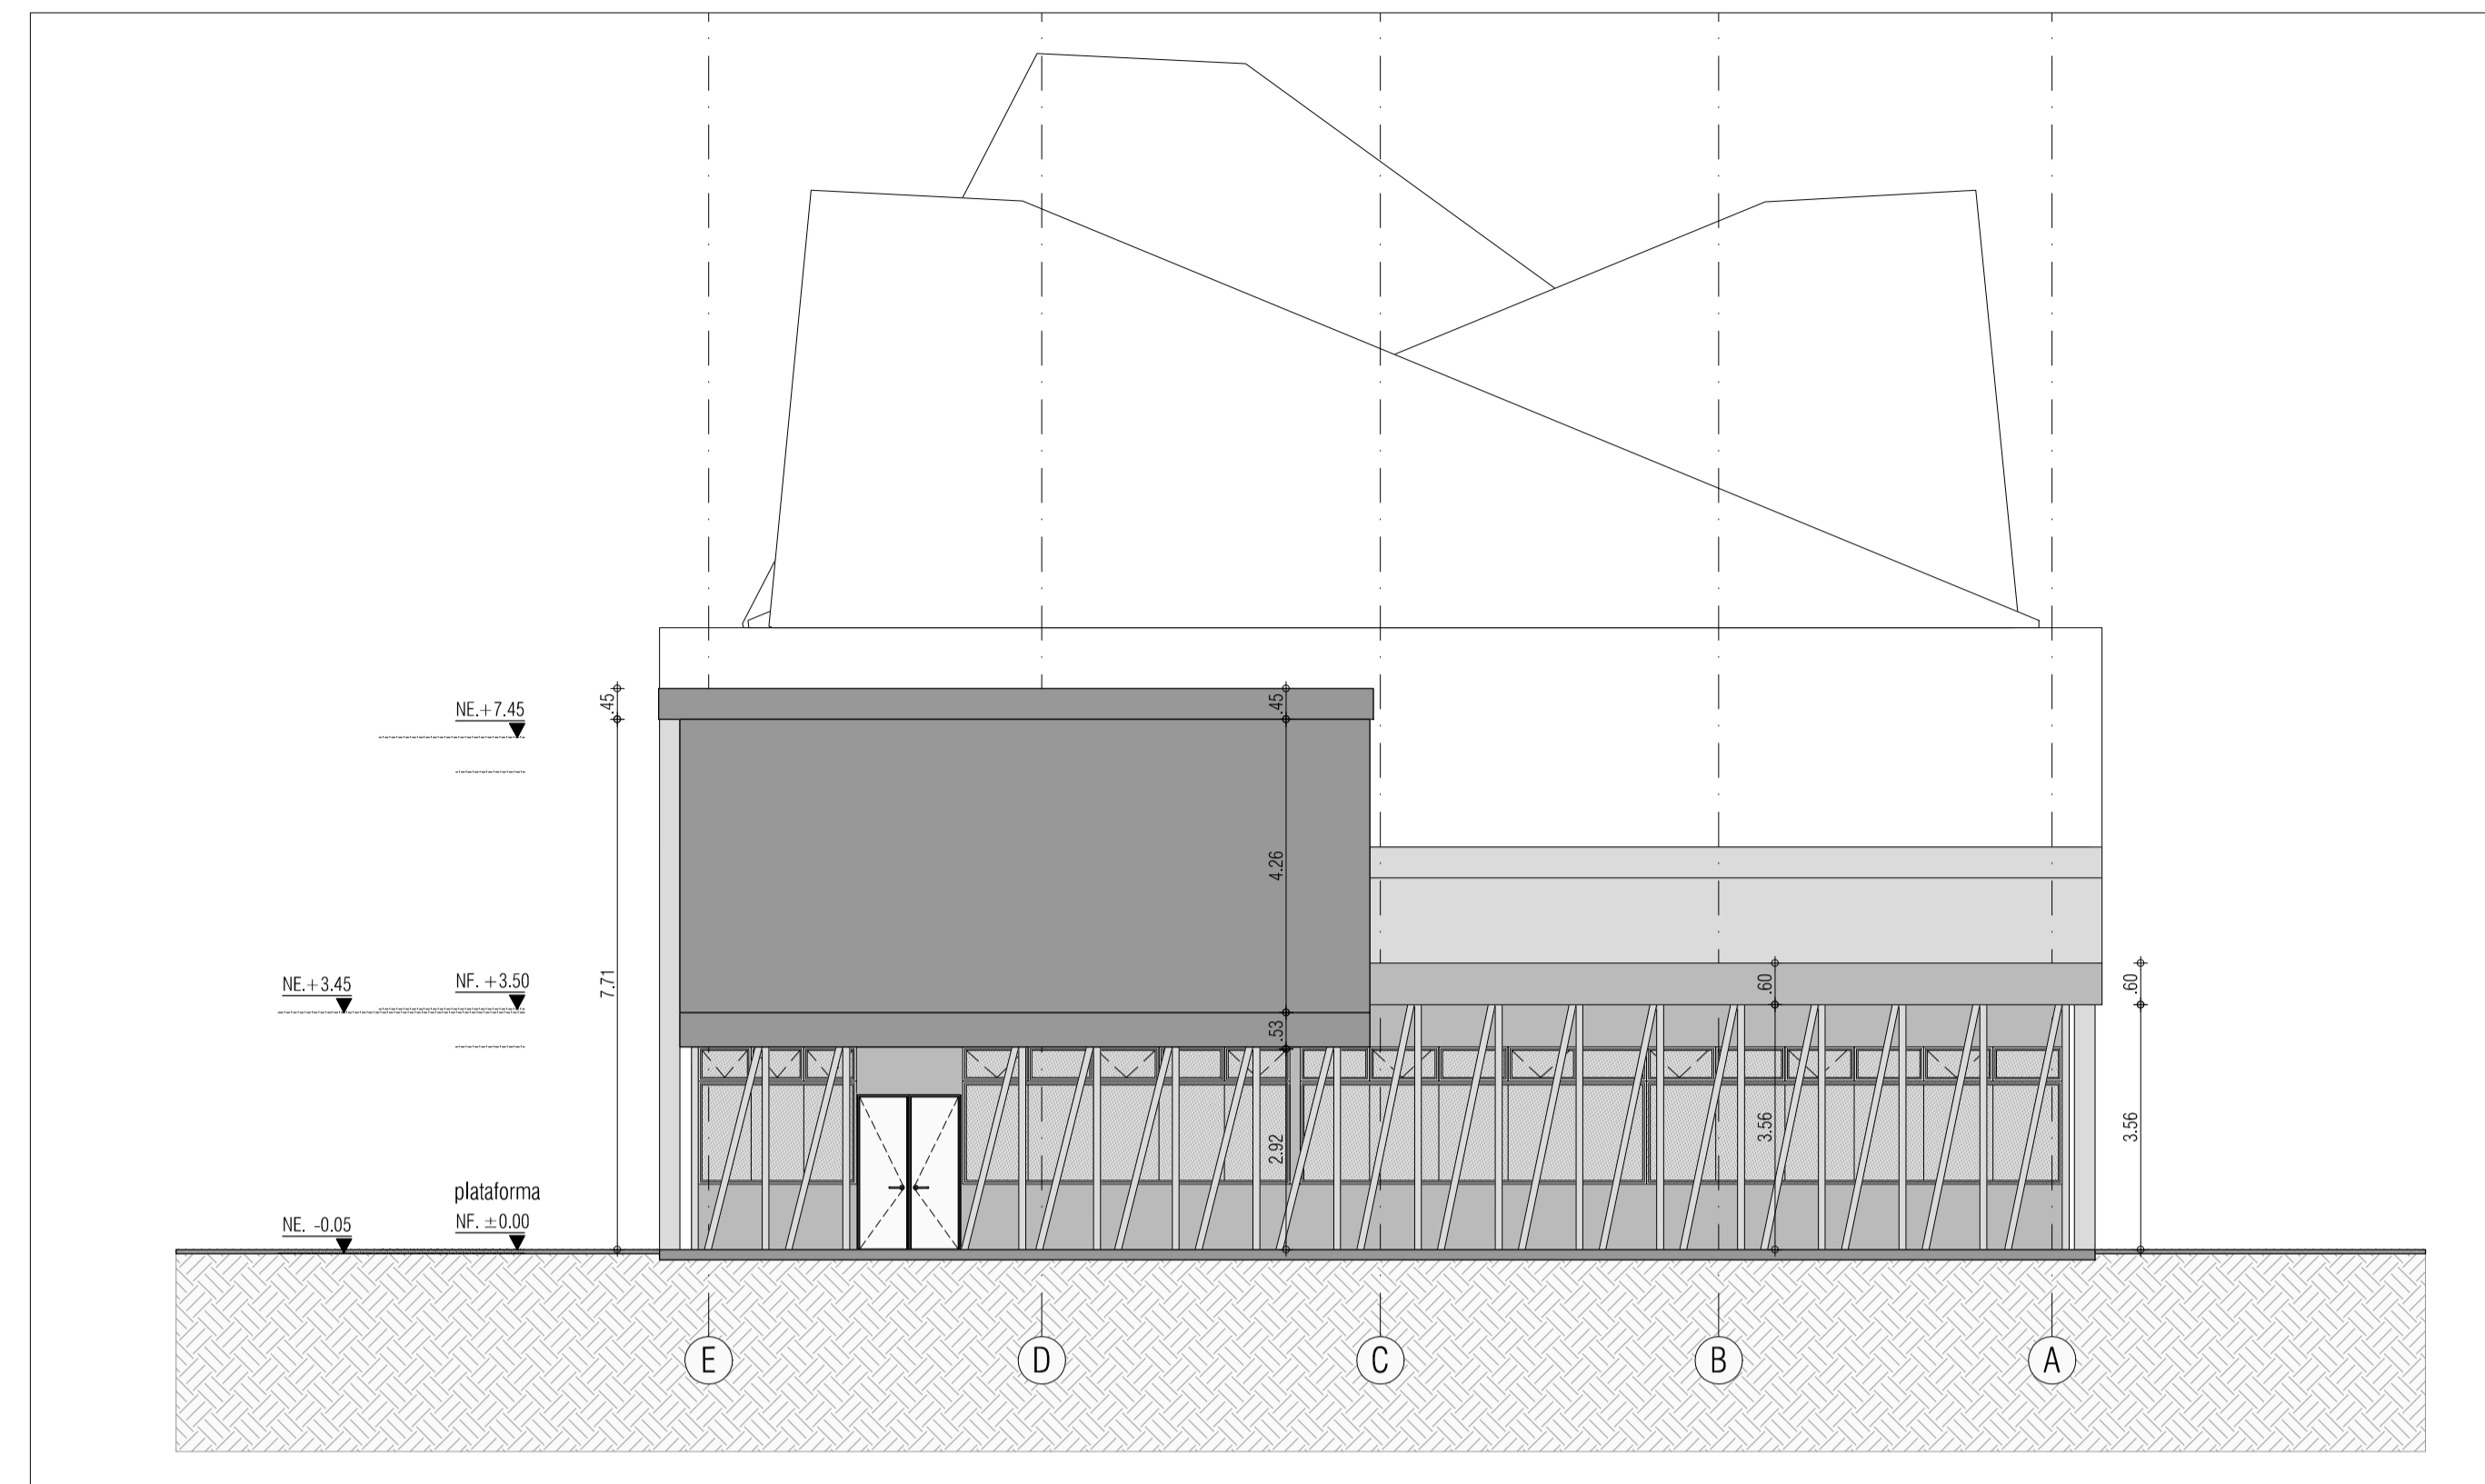 .45
.45
NE.+7.45
4.26
7.71
NE.+3.45
NF. +3.50
.60
.60
.53
2.92
3.56
3.56
plataforma
NE. -0.05
NF. ±0.00
E
D
C
B
A